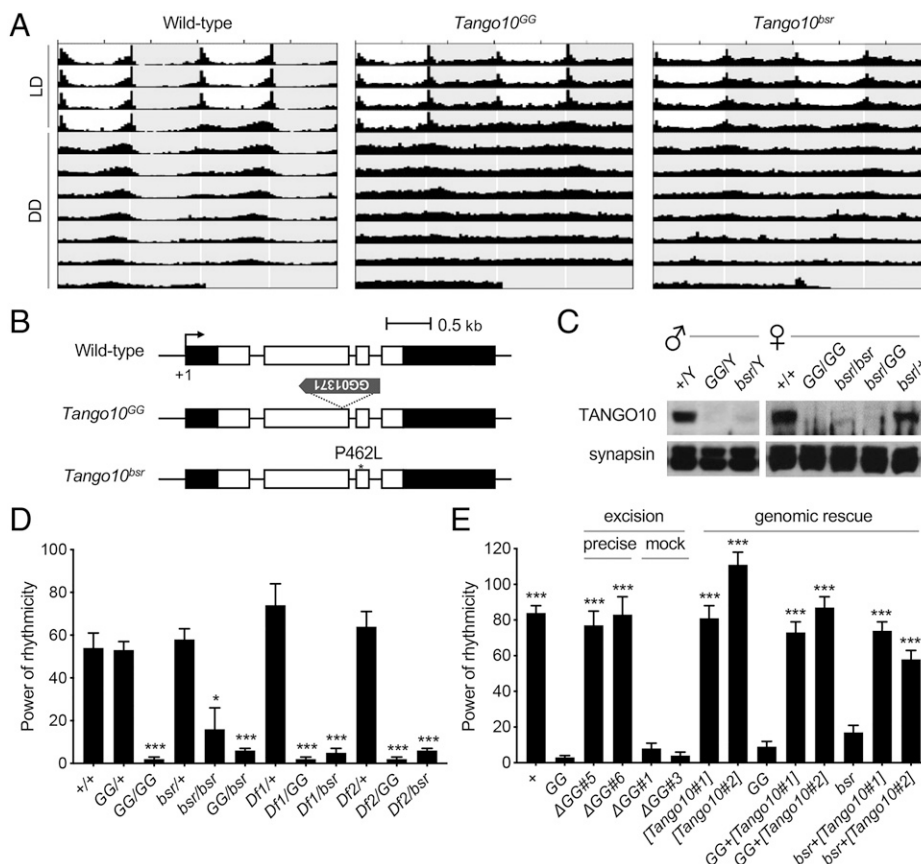 A
Wild-type
Tango10GG
Tango10bsr
LD
DD
B
0.5 kb
Wild-type
+1
GG01371
Tango10GG
P462L
*
Tango10bsr
C
♂ ♀
+/Y GG/Y bsr/Y +/+ GG/GG bsr/bsr bsr/GG
TANGO10
synapsin
D
Power of rhythmicity
100
80
60
40
20
0
*** * *** *** *** *** ***
+/+ GG/+ GG/GG bsr/+ bsr/bsr GG/bsr Df1/+ Df1/GG Df1/bsr Df2/+ Df2/GG Df2/bsr
E
excision genomic rescue
precise mock
Power of rhythmicity
120
100
80
60
40
20
0
*** *** *** *** *** *** *** *** ***
+ GG ΔGG#5 ΔGG#6 ΔGG#1 ΔGG#3 [Tango10#1] [Tango10#2] GG GG+[Tango10#1] GG+[Tango10#2] bsr bsr+[Tango10#1] bsr+[Tango10#2]